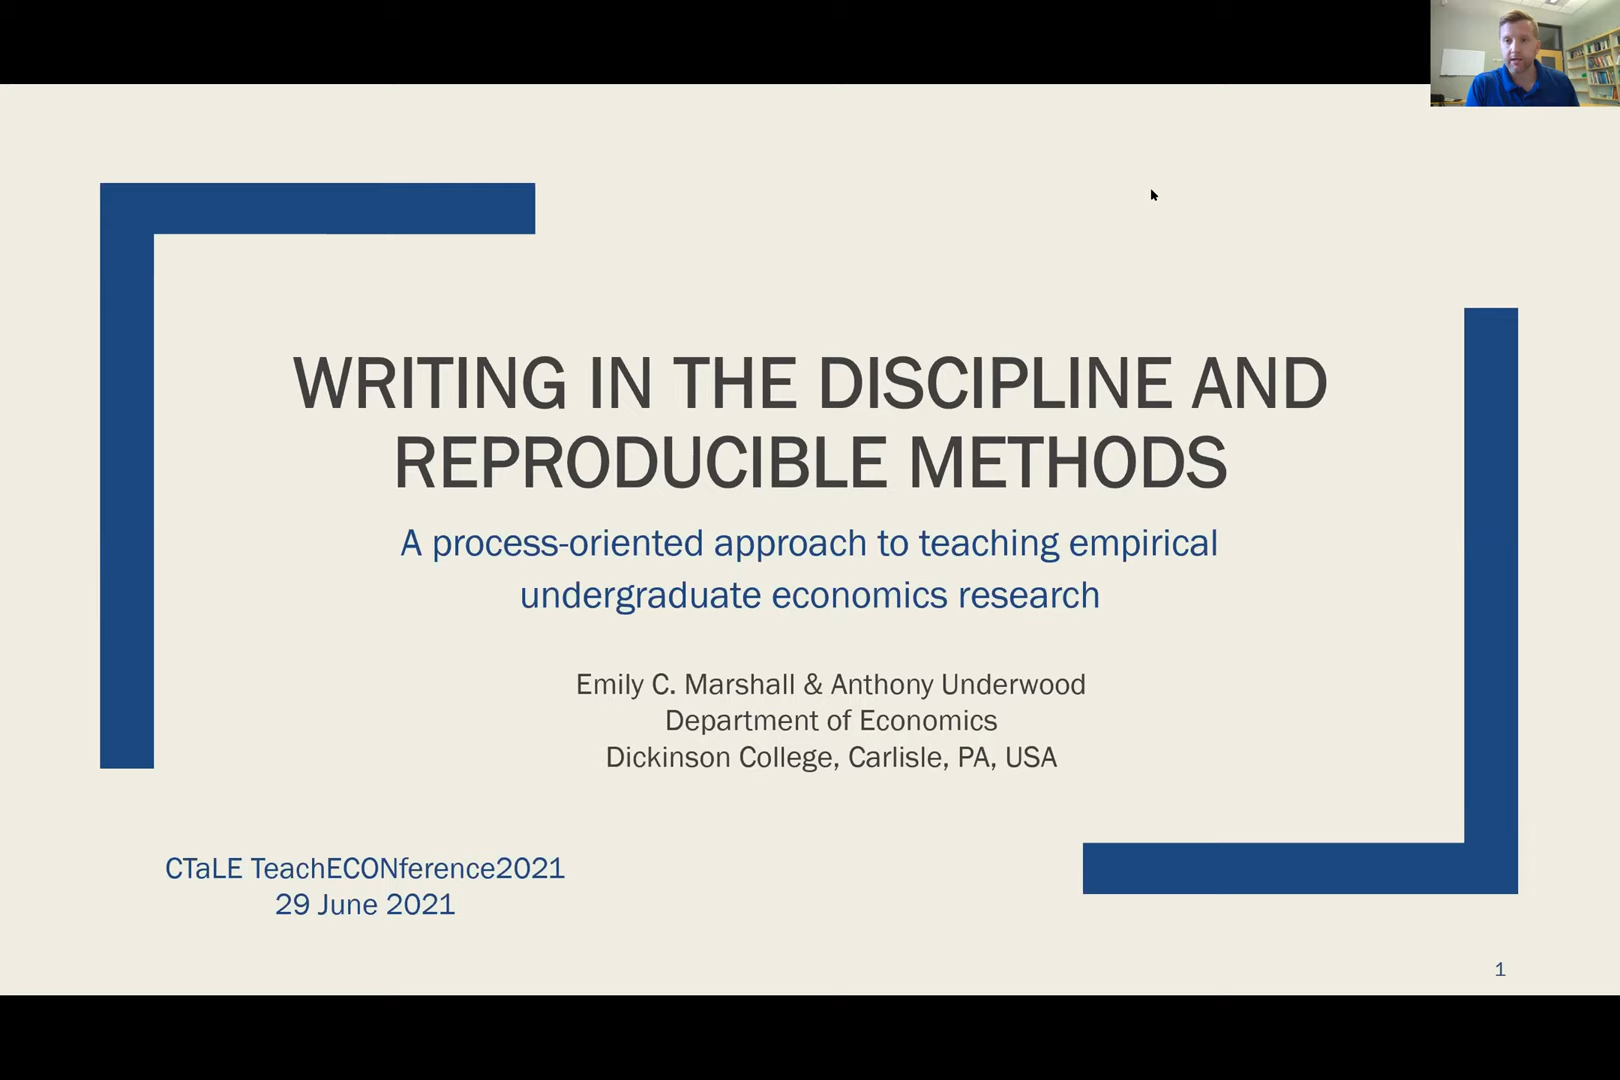 WRITING IN THE DISCIPLINE AND
REPRODUCIBLE METHODS
A process-oriented approach to teaching empirical
undergraduate economics research
Emily C. Marshall & Anthony Underwood
Department of Economics
Dickinson College, Carlisle, PA, USA
CTaLE TeachECONference2021
29 June 2021
1